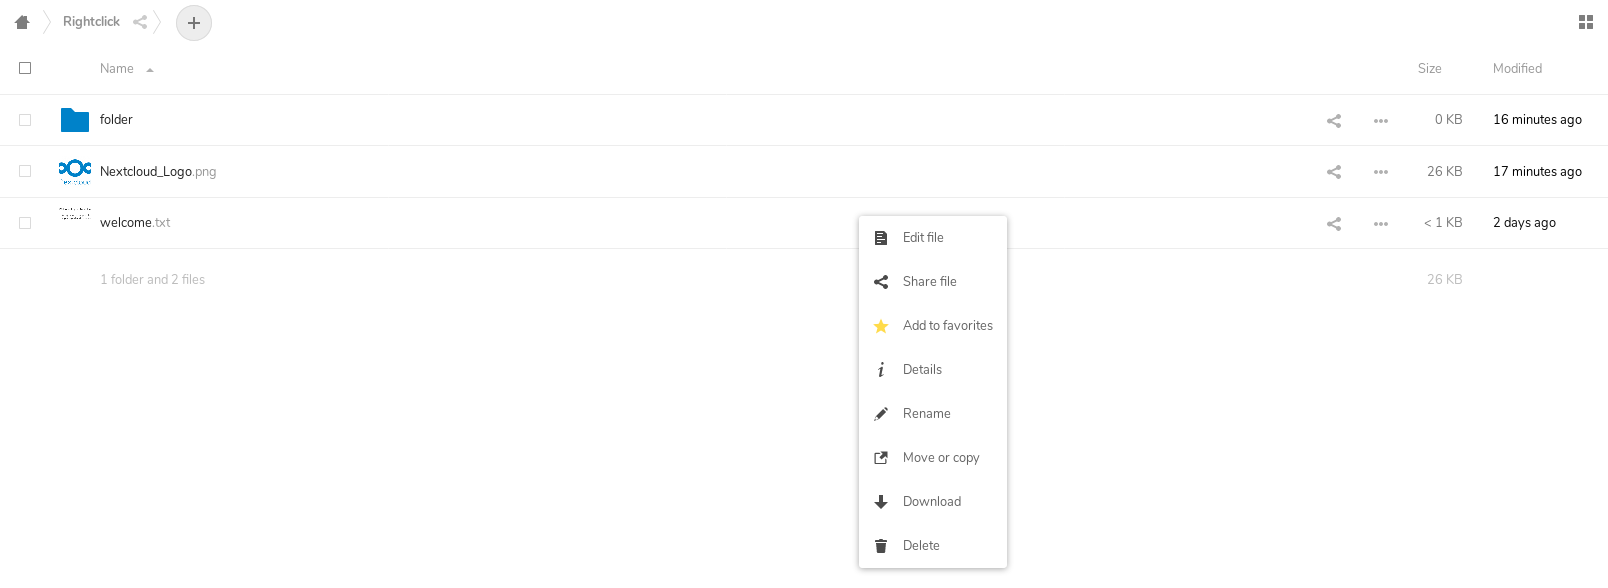 Rightclick
Name Size Modified
folder 0 KB 16 minutes ago
Nextcloud_Logo.png 26 KB 17 minutes ago
welcome.txt < 1 KB 2 days ago
1 folder and 2 files 26 KB
Edit file
Share file
Add to favorites
Details
Rename
Move or copy
Download
Delete